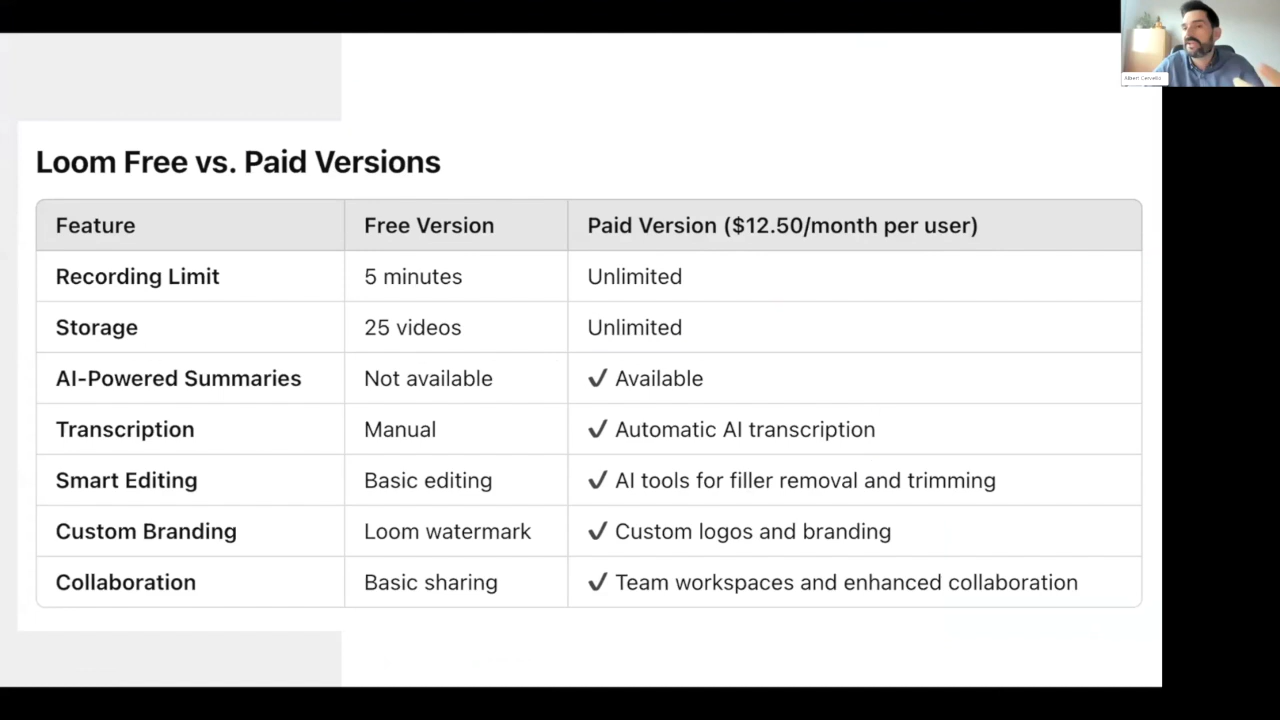 Albert Cervelló
Loom Free vs. Paid Versions
Feature Free Version Paid Version ($12.50/month per user)
Recording Limit 5 minutes Unlimited
Storage 25 videos Unlimited
AI-Powered Summaries Not available ✔ Available
Transcription Manual ✔ Automatic AI transcription
Smart Editing Basic editing ✔ AI tools for filler removal and trimming
Custom Branding Loom watermark ✔ Custom logos and branding
Collaboration Basic sharing ✔ Team workspaces and enhanced collaboration